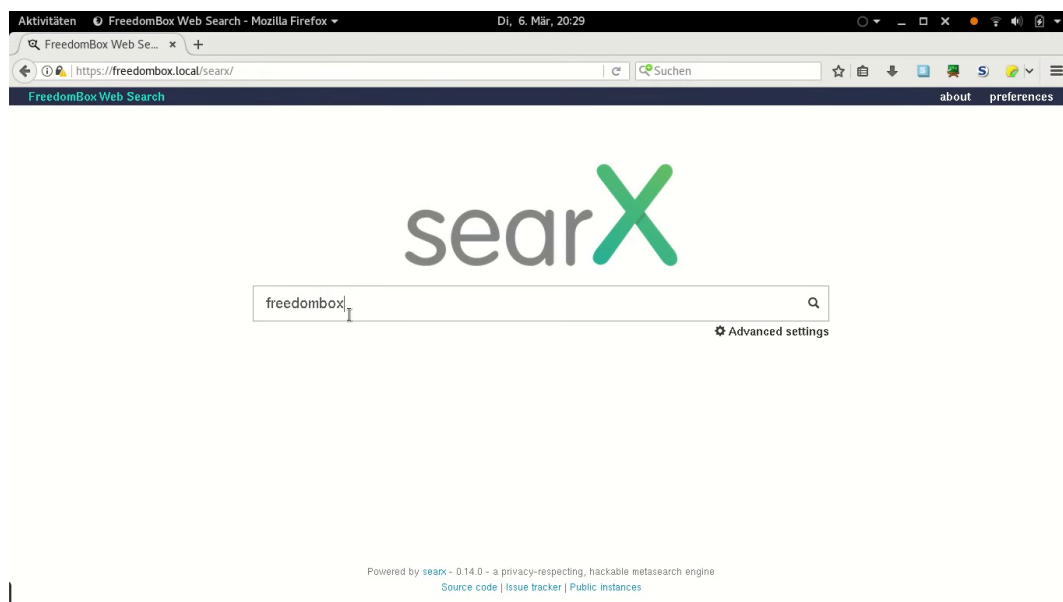 Aktivitäten FreedomBox Web Search - Mozilla Firefox Di, 6. Mär, 20:29
FreedomBox Web Se...
https://freedombox.local/searx/ Suchen
FreedomBox Web Search about preferences
searX
freedombox
Advanced settings
Powered by searx - 0.14.0 - a privacy-respecting, hackable metasearch engine
Source code | Issue tracker | Public instances